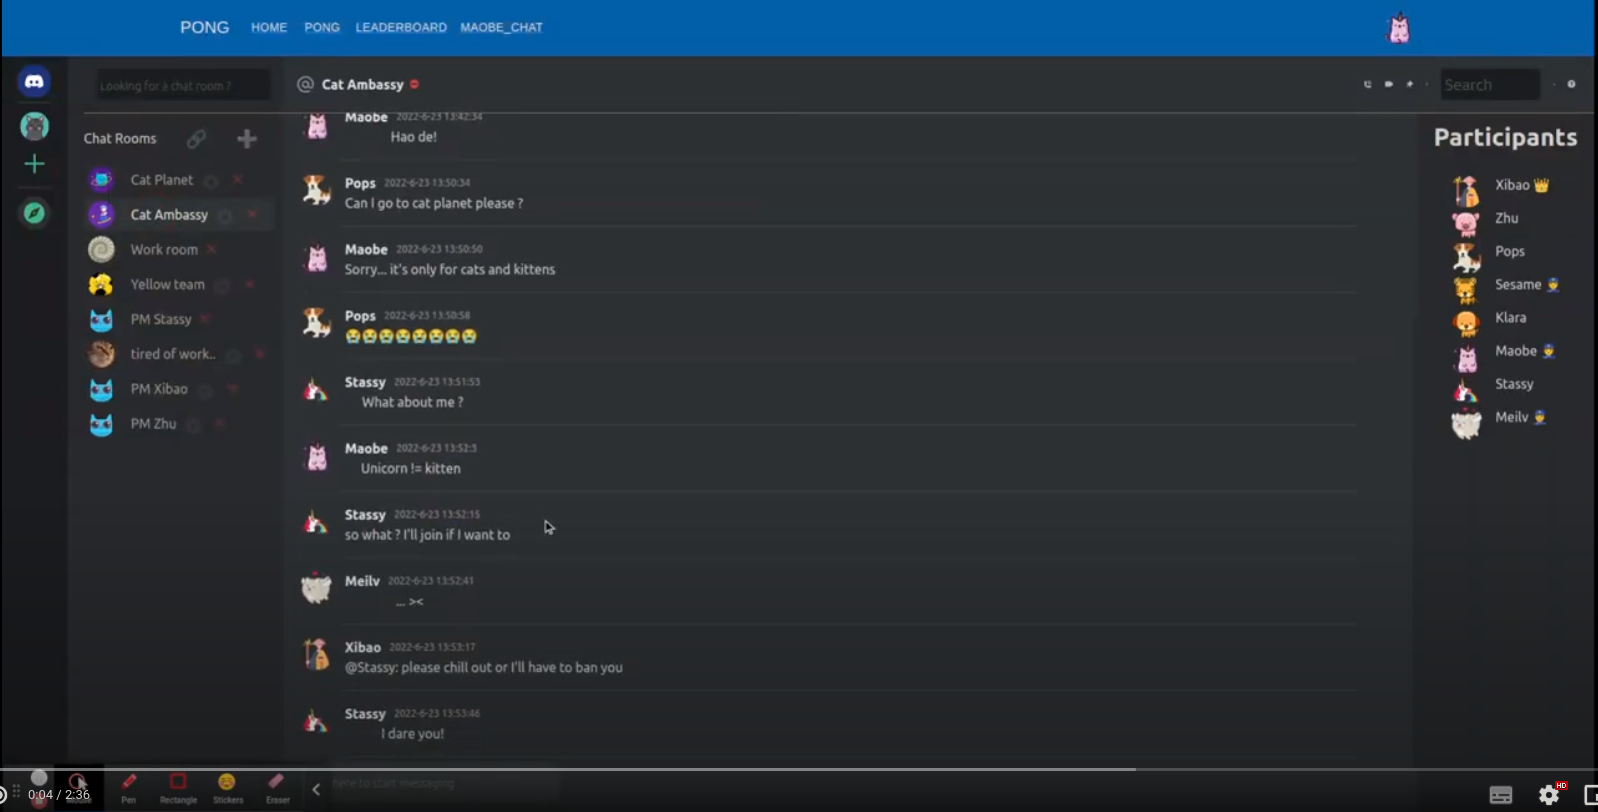 PONG HOME PONG LEADERBOARD MAOBE_CHAT
Looking for a chat room ?
@ Cat Ambassy
Search
Chat Rooms
Cat Planet
Cat Ambassy
Work room
Yellow team
PM Stassy
tired of work..
PM Xibao
PM Zhu
Maobe 2022-6-23 13:42:34
Hao de!
Pops 2022-6-23 13:50:34
Can I go to cat planet please ?
Maobe 2022-6-23 13:50:50
Sorry... it's only for cats and kittens
Pops 2022-6-23 13:50:58
😭😭😭😭😭😭😭😭
Stassy 2022-6-23 13:51:53
What about me ?
Maobe 2022-6-23 13:52:3
Unicorn != kitten
Stassy 2022-6-23 13:52:15
so what ? I'll join if I want to
Meilv 2022-6-23 13:52:41
... ><
Xibao 2022-6-23 13:53:17
@Stassy: please chill out or I'll have to ban you
Stassy 2022-6-23 13:53:46
I dare you!
Participants
Xibao 👑
Zhu
Pops
Sesame 👮
Klara
Maobe 👮
Stassy
Meilv 👮
here to start messaging
Mouse Pen Rectangle Stickers Eraser
0:04 / 2:36
HD